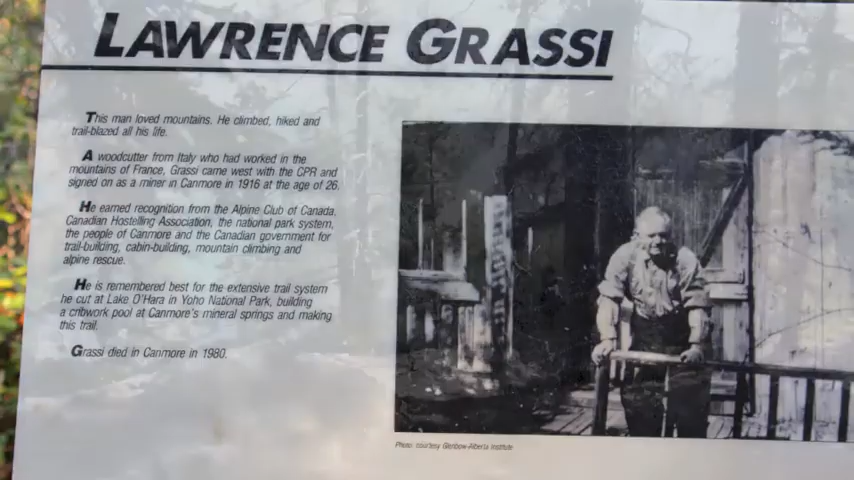 LAWRENCE GRASSI
This man loved mountains. He climbed, hiked and
trail-blazed all his life.
A woodcutter from Italy who had worked in the
mountains of France, Grassi came west with the CPR and
signed on as a miner in Canmore in 1916 at the age of 26.
He earned recognition from the Alpine Club of Canada,
Canadian Hostelling Association, the national park system,
the people of Canmore and the Canadian government for
trail-building, cabin-building, mountain climbing and
alpine rescue.
He is remembered best for the extensive trail system
he cut at Lake O'Hara in Yoho National Park, building
a cribwork pool at Canmore's mineral springs and making
this trail.
Grassi died in Canmore in 1980.
Photo: courtesy Glenbow-Alberta Institute